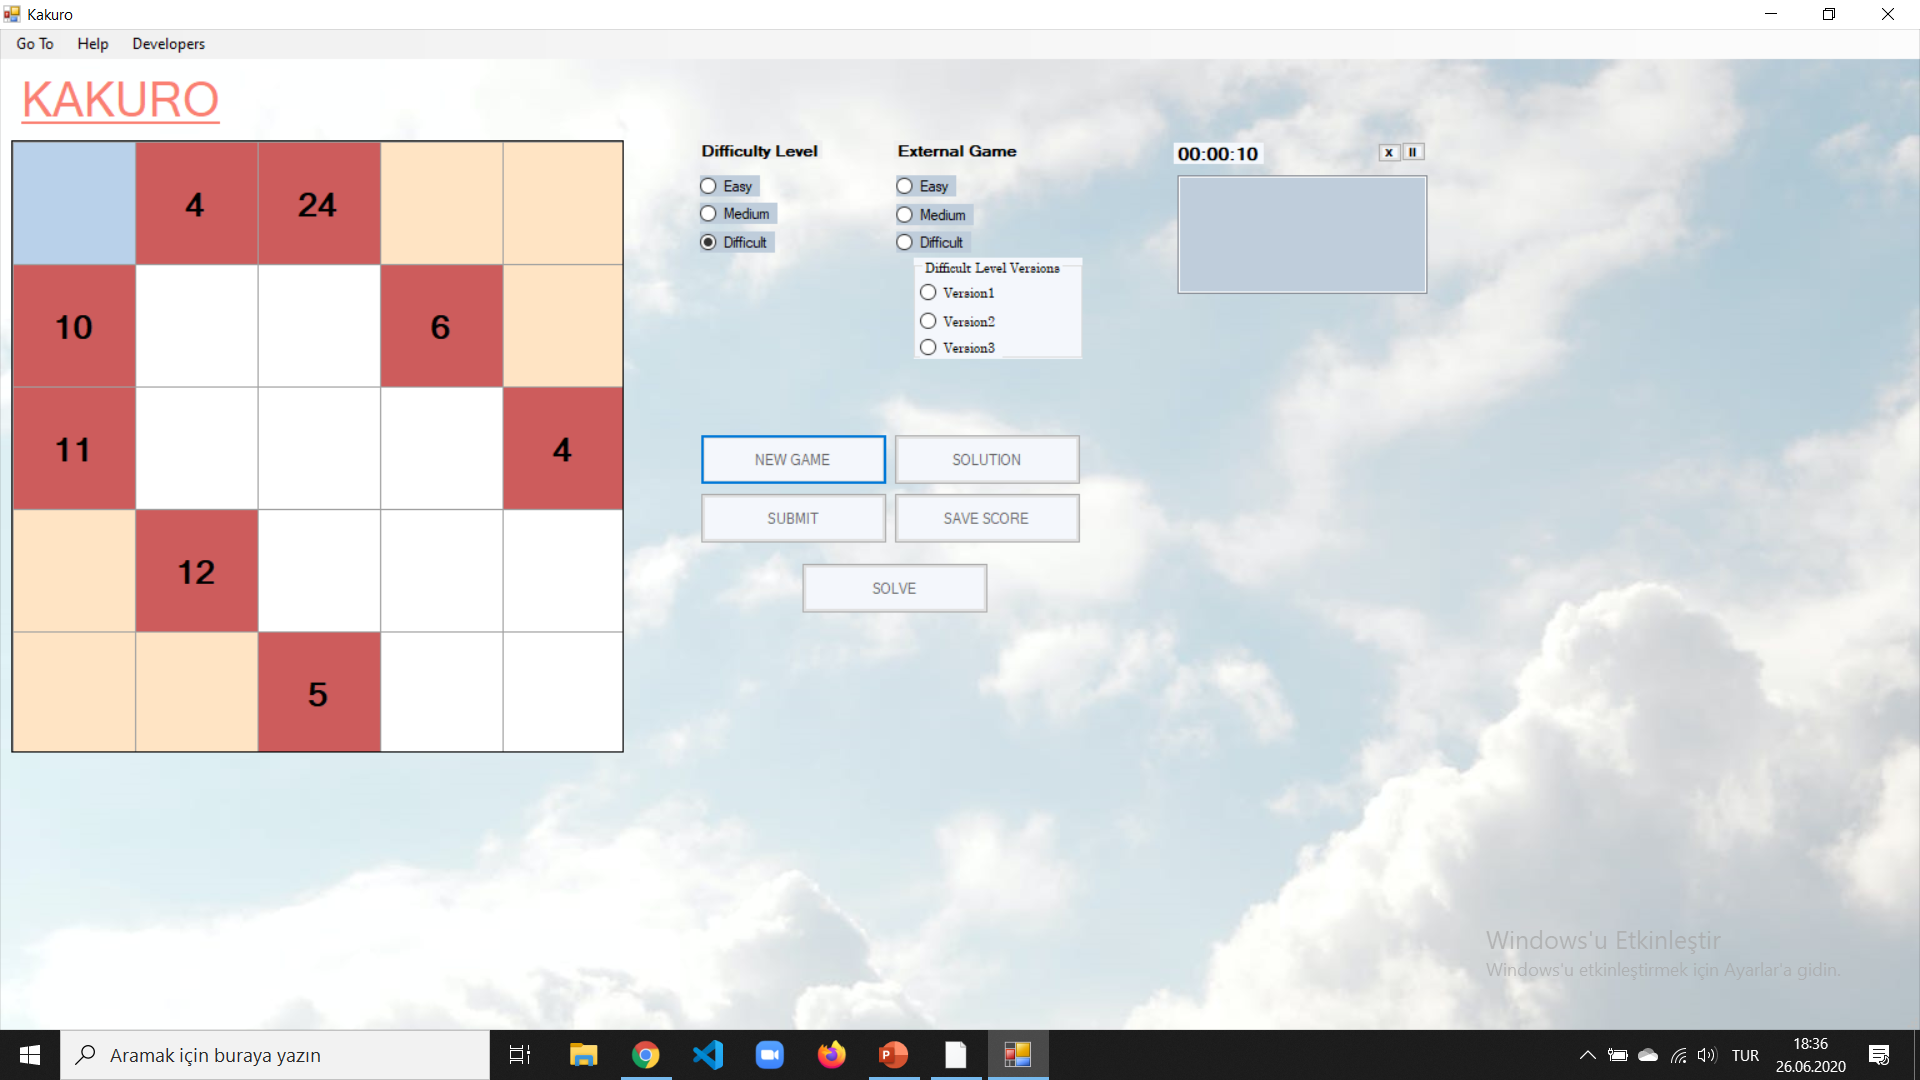 Kakuro
Go To Help Developers
KAKURO
4 24
10 6
11 4
12
5
Difficulty Level
Easy
Medium
Difficult
External Game
Easy
Medium
Difficult
Difficult Level Versions
Version1
Version2
Version3
00:00:10
x
NEW GAME SOLUTION
SUBMIT SAVE SCORE
SOLVE
Windows'u Etkinleştir
Windows'u etkinleştirmek için Ayarlar'a gidin.
Aramak için buraya yazın
P
TUR
18:36
26.06.2020